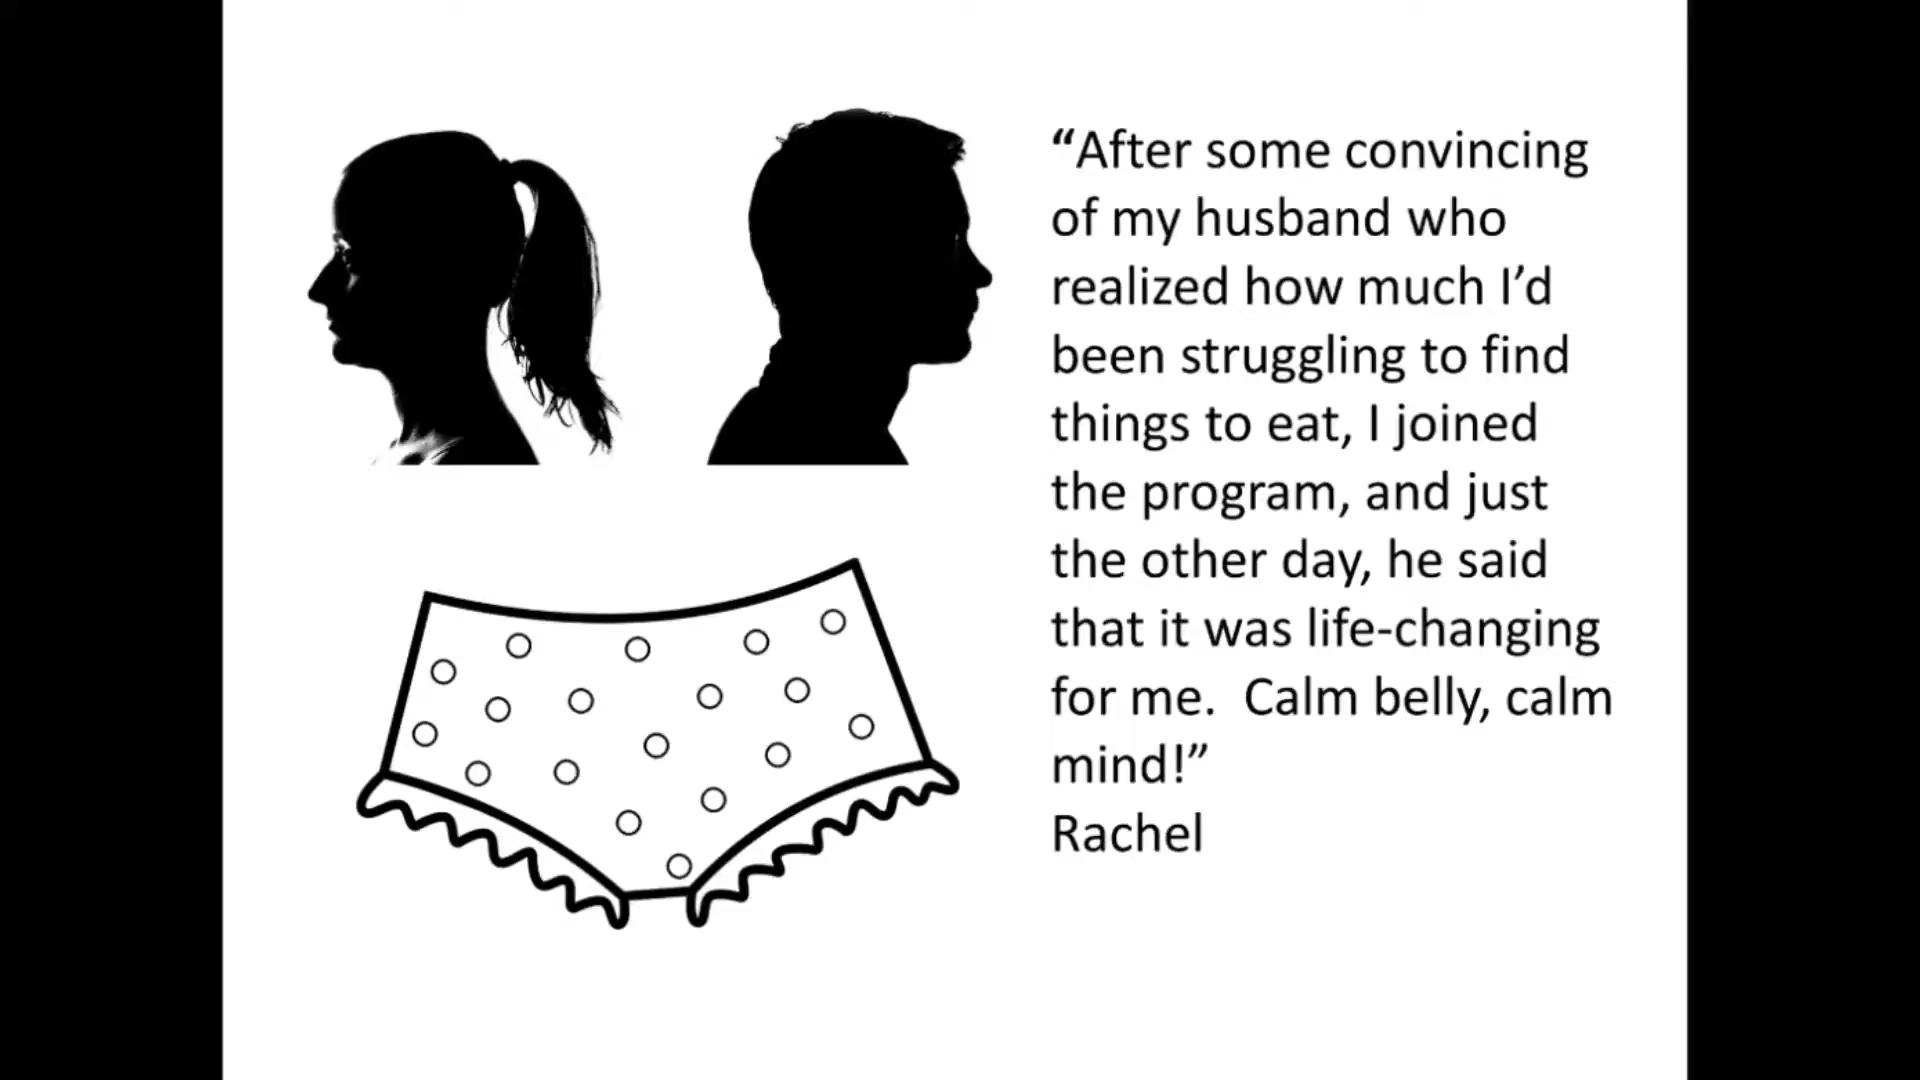 “After some convincing
of my husband who
realized how much I’d
been struggling to find
things to eat, I joined
the program, and just
the other day, he said
that it was life-changing
for me.  Calm belly, calm
mind!”
Rachel